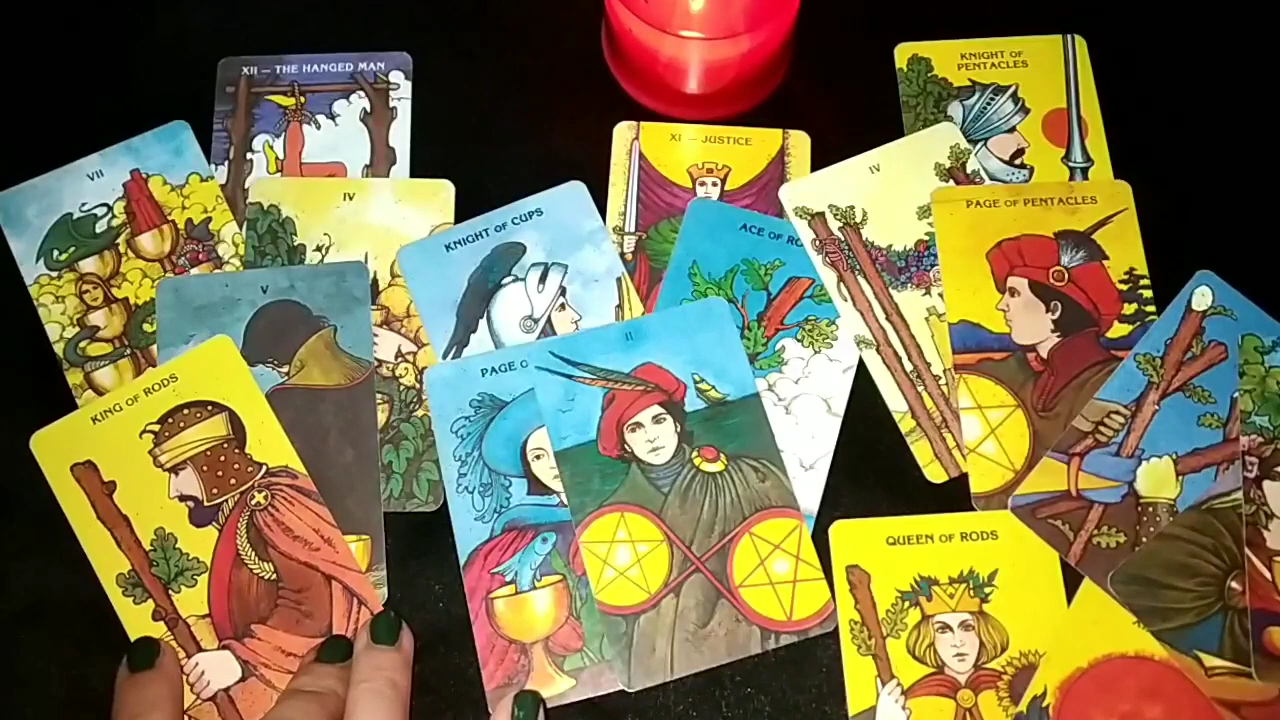 XII — THE HANGED MAN
KNIGHT OF
PENTACLES
XI — JUSTICE
VII
IV
IV
PAGE OF PENTACLES
KNIGHT OF CUPS
ACE OF RO
V
II
PAGE O
KING OF RODS
QUEEN OF RODS